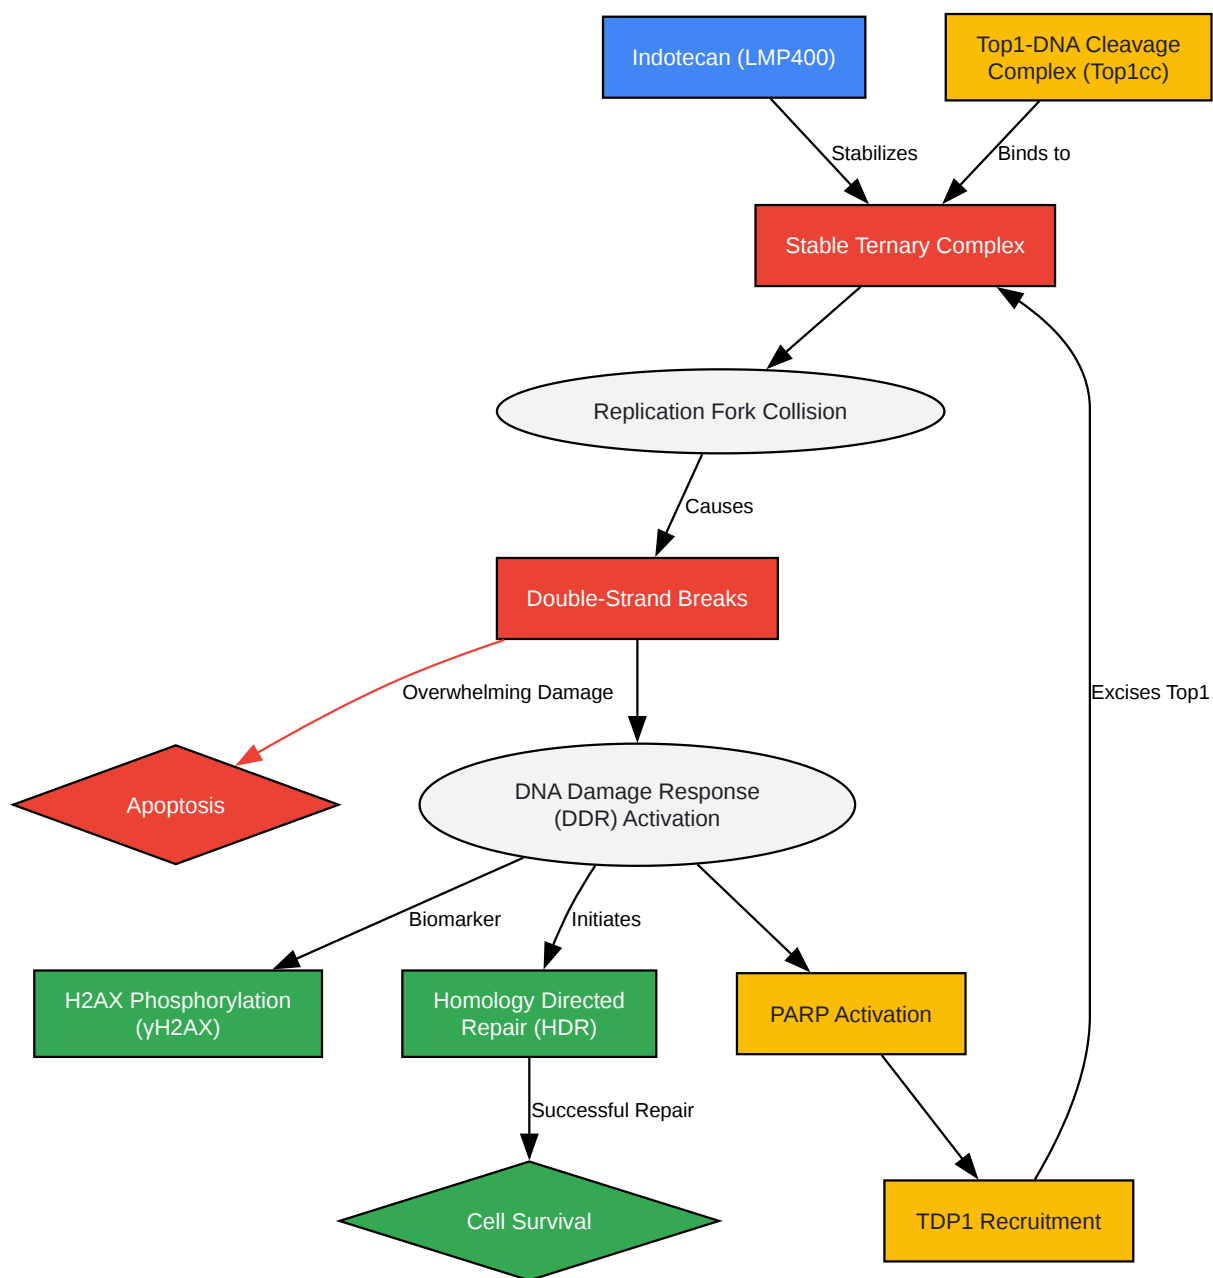 Indotecan (LMP400)
Top1-DNA Cleavage
Complex (Top1cc)
Stabilizes
Binds to
Stable Ternary Complex
Replication Fork Collision
Causes
Double-Strand Breaks
Overwhelming Damage
Excises Top1
Apoptosis
DNA Damage Response
(DDR) Activation
Biomarker
Initiates
H2AX Phosphorylation
(γH2AX)
Homology Directed
Repair (HDR)
PARP Activation
Successful Repair
Cell Survival
TDP1 Recruitment